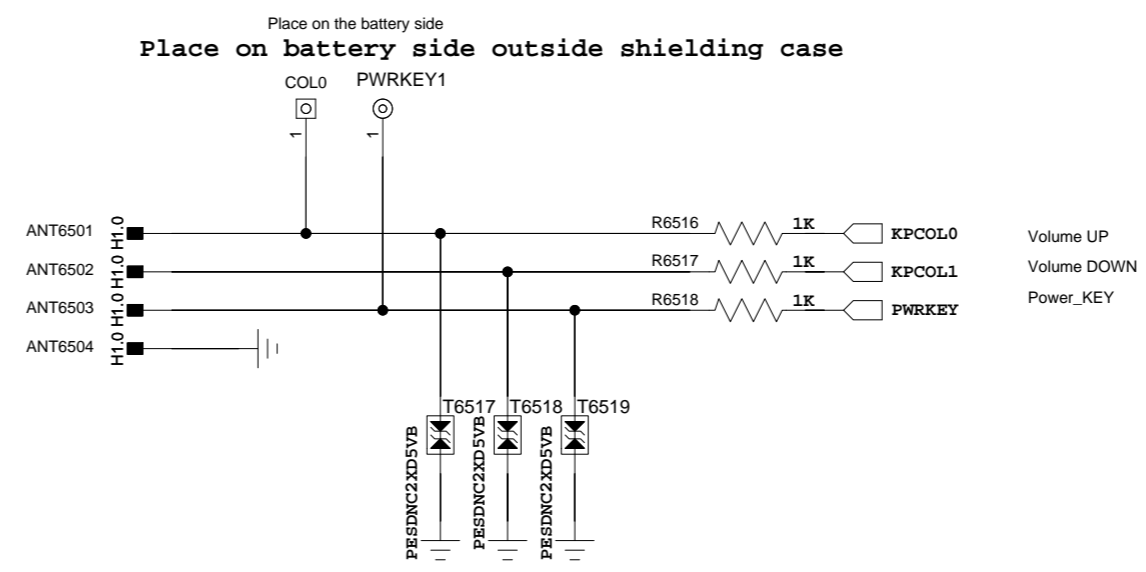 Place on the battery side
Place on battery side outside shielding case
COL0 PWRKEY1
1 1
ANT6501 H1.0 R6516 1K KPCOL0 Volume UP
ANT6502 H1.0 R6517 1K KPCOL1 Volume DOWN
ANT6503 H1.0 R6518 1K PWRKEY Power_KEY
ANT6504 H1.0
T6517 T6518 T6519
PESDNC2XD5VB PESDNC2XD5VB PESDNC2XD5VB